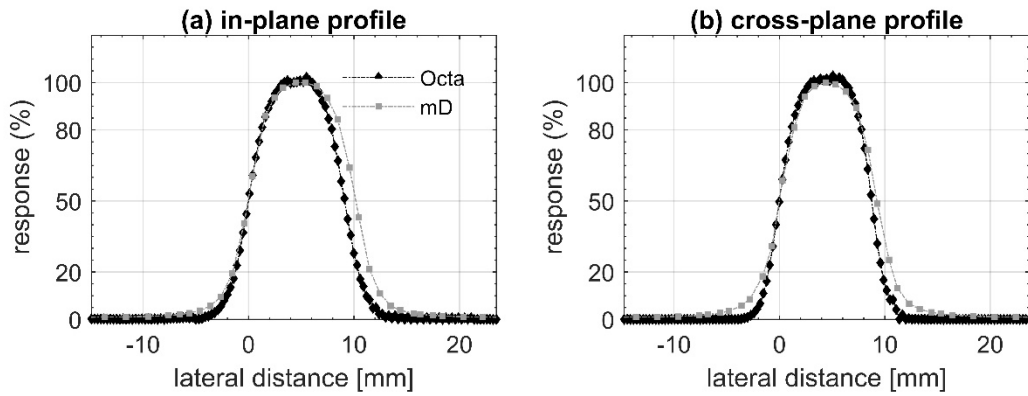 (a) in-plane profile
response (%)
100
80
50
20
0
Octa
mD
-10
0
10
20
lateral distance [mm]
(b) cross-plane profile
response (%)
100
80
50
20
0
-10
0
10
20
lateral distance [mm]